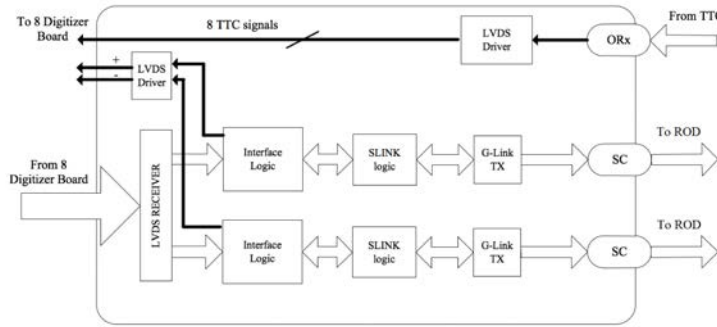 To 8 Digitizer
Board
8 TTC signals
LVDS
Driver
ORx
From TTC
+
-
LVDS
Driver
From 8
Digitizer Board
LVDS RECEIVER
Interface
Logic
SLINK
logic
G-Link
TX
SC
To ROD
Interface
Logic
SLINK
logic
G-Link
TX
SC
To ROD